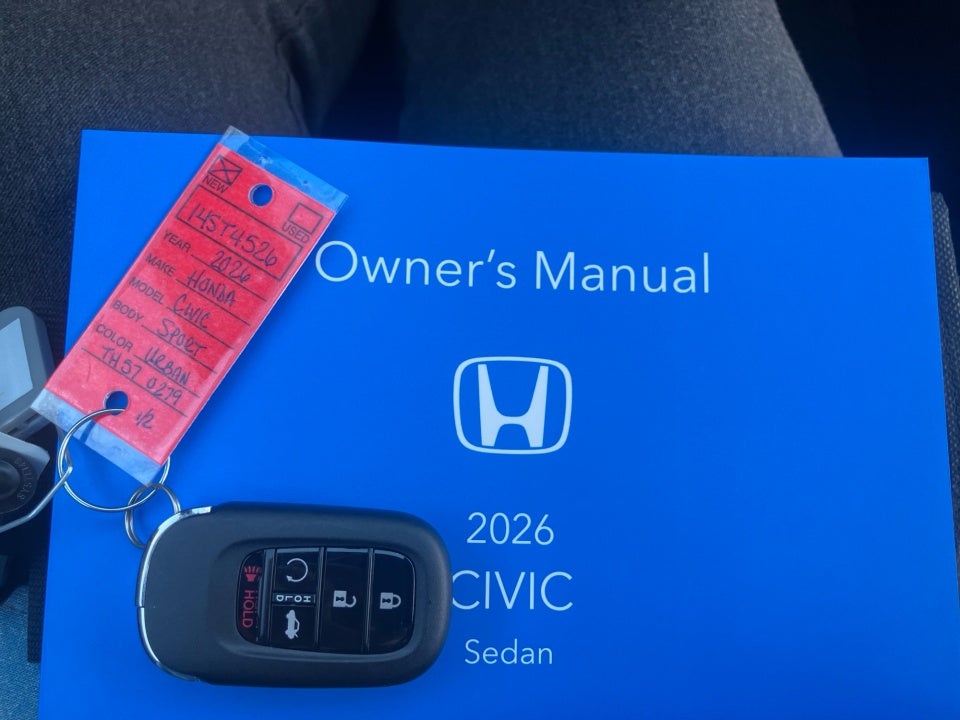 NEW
USED
14ST4526
YEAR 2026
MAKE HONDA
MODEL CIVIC
BODY SPORT
COLOR URBAN
TH57 0279
1/2
Owner's Manual
2026
CIVIC
Sedan
HOLD
HOLD